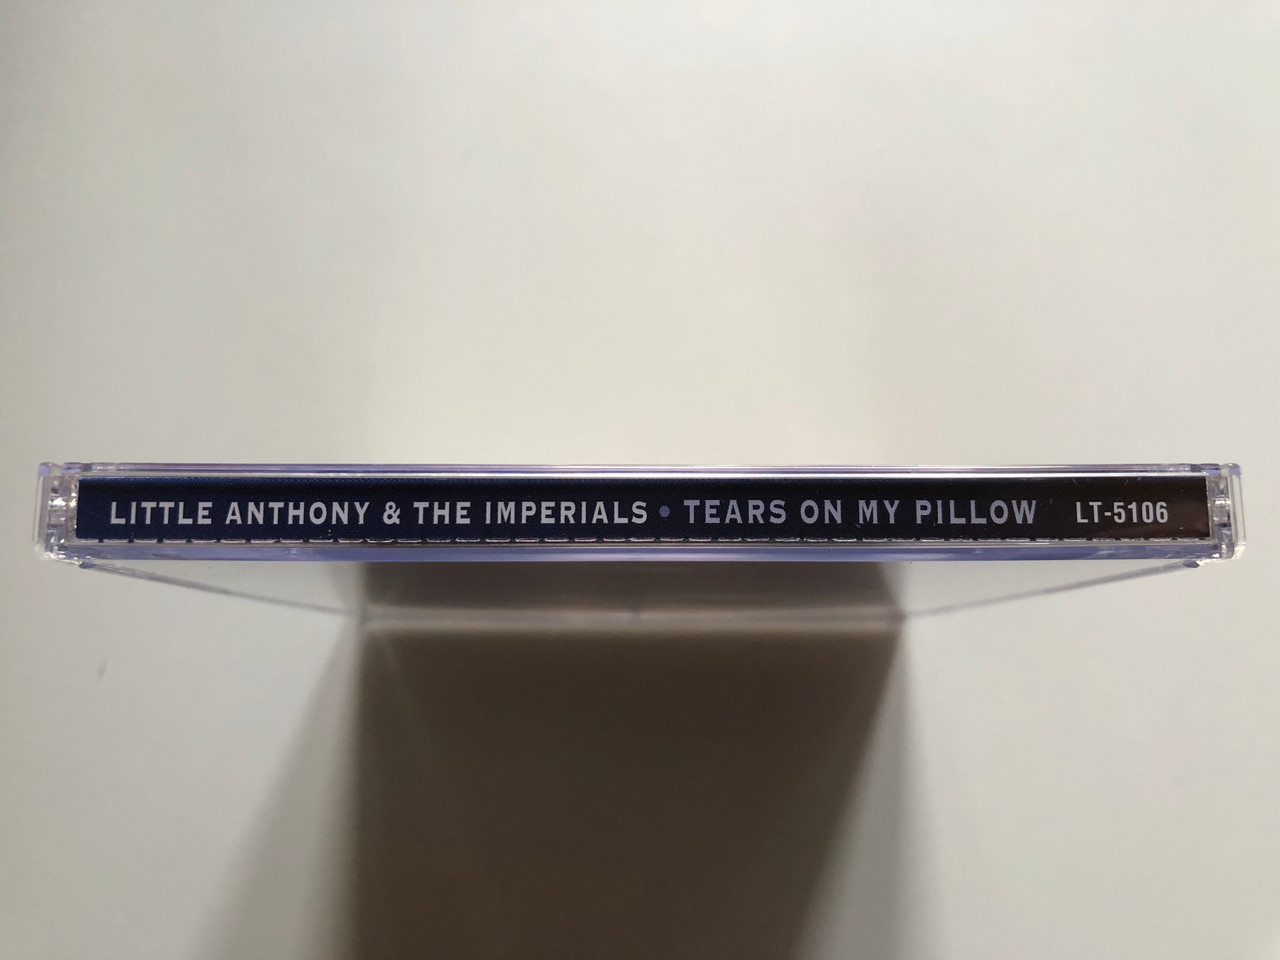 LITTLE ANTHONY & THE IMPERIALS • TEARS ON MY PILLOW LT-5106